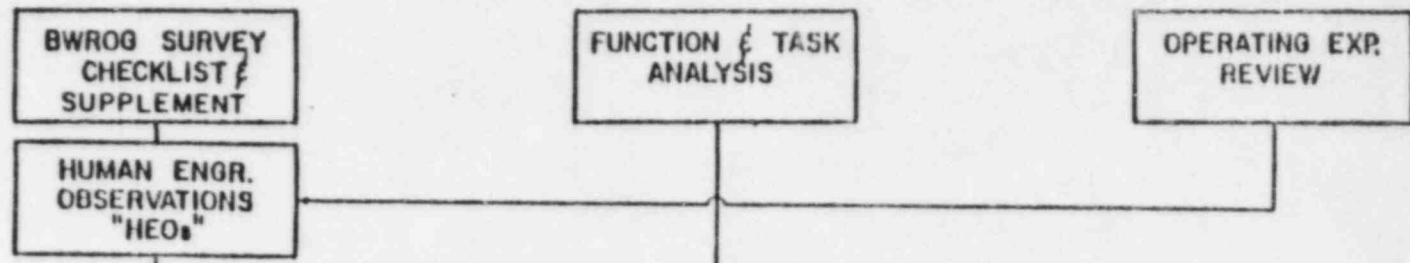 BWROG SURVEY
CHECKLIST &
SUPPLEMENT
FUNCTION & TASK
ANALYSIS
OPERATING EXP.
REVIEW
HUMAN ENGR.
OBSERVATIONS
"HEOs"